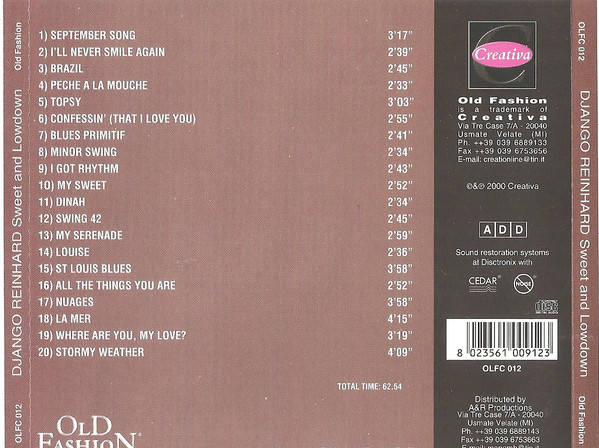 OLFC 012 DJANGO REINHARD Sweet and Lowdown Old Fashion
1) SEPTEMBER SONG 3'17"
2) I'LL NEVER SMILE AGAIN 2'39"
3) BRAZIL 2'45"
4) PECHE A LA MOUCHE 2'33"
5) TOPSY 3'03"
6) CONFESSIN' (THAT I LOVE YOU) 2'55"
7) BLUES PRIMITIF 2'41"
8) MINOR SWING 2'34"
9) I GOT RHYTHM 2'43"
10) MY SWEET 2'52"
11) DINAH 2'34"
12) SWING 42 2'45"
13) MY SERENADE 2'59"
14) LOUISE 2'36"
15) ST LOUIS BLUES 3'58"
16) ALL THE THINGS YOU ARE 2'52"
17) NUAGES 3'58"
18) LA MER 4'15"
19) WHERE ARE YOU, MY LOVE? 3'19"
20) STORMY WEATHER 4'09"
TOTAL TIME: 62.54
OLD
FASHION®
Creativa
Old Fashion
is a trademark of
Creativa
Via Tre Case 7/A - 20040
Usmate Velate (MI)
Ph. ++39 039 6889133
Fax ++39 039 6753656
E-mail: creationline@tin.it
©&℗ 2000 Creativa
ADD
Sound restoration systems
at Disctronix with
CEDAR
NO NOISE
8 023561 009123
OLFC 012
Distributed by
A&R Productions
Via Tre Case 7/A - 20040
Usmate Velate (MI)
Ph. ++39 039 6889133
Fax ++39 039 6753656
OLFC 012 DJANGO REINHARD Sweet and Lowdown Old Fashion